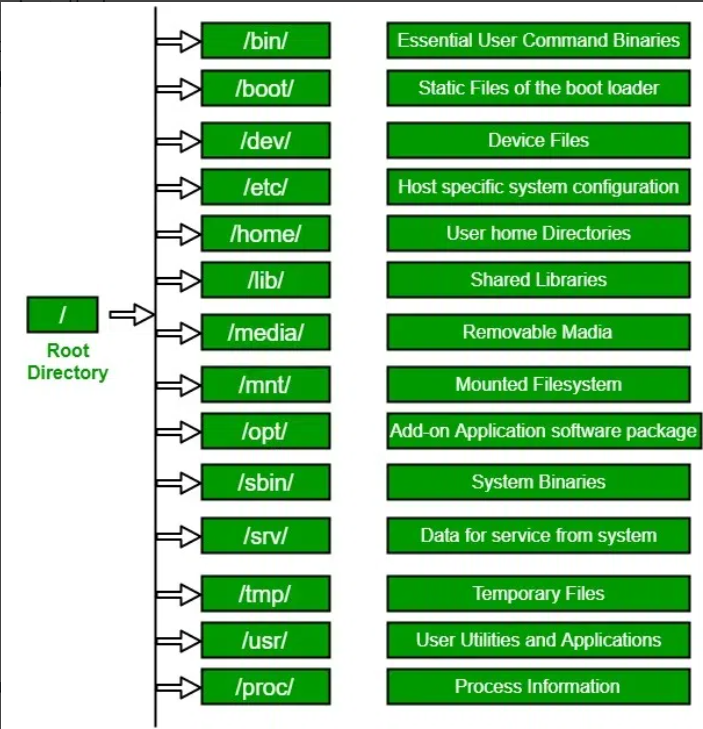 /bin/ Essential User Command Binaries
/boot/ Static Files of the boot loader
/dev/ Device Files
/etc/ Host specific system configuration
/home/ User home Directories
/lib/ Shared Libraries
/
Root
Directory
/media/ Removable Madia
/mnt/ Mounted Filesystem
/opt/ Add-on Application software package
/sbin/ System Binaries
/srv/ Data for service from system
/tmp/ Temporary Files
/usr/ User Utilities and Applications
/proc/ Process Information